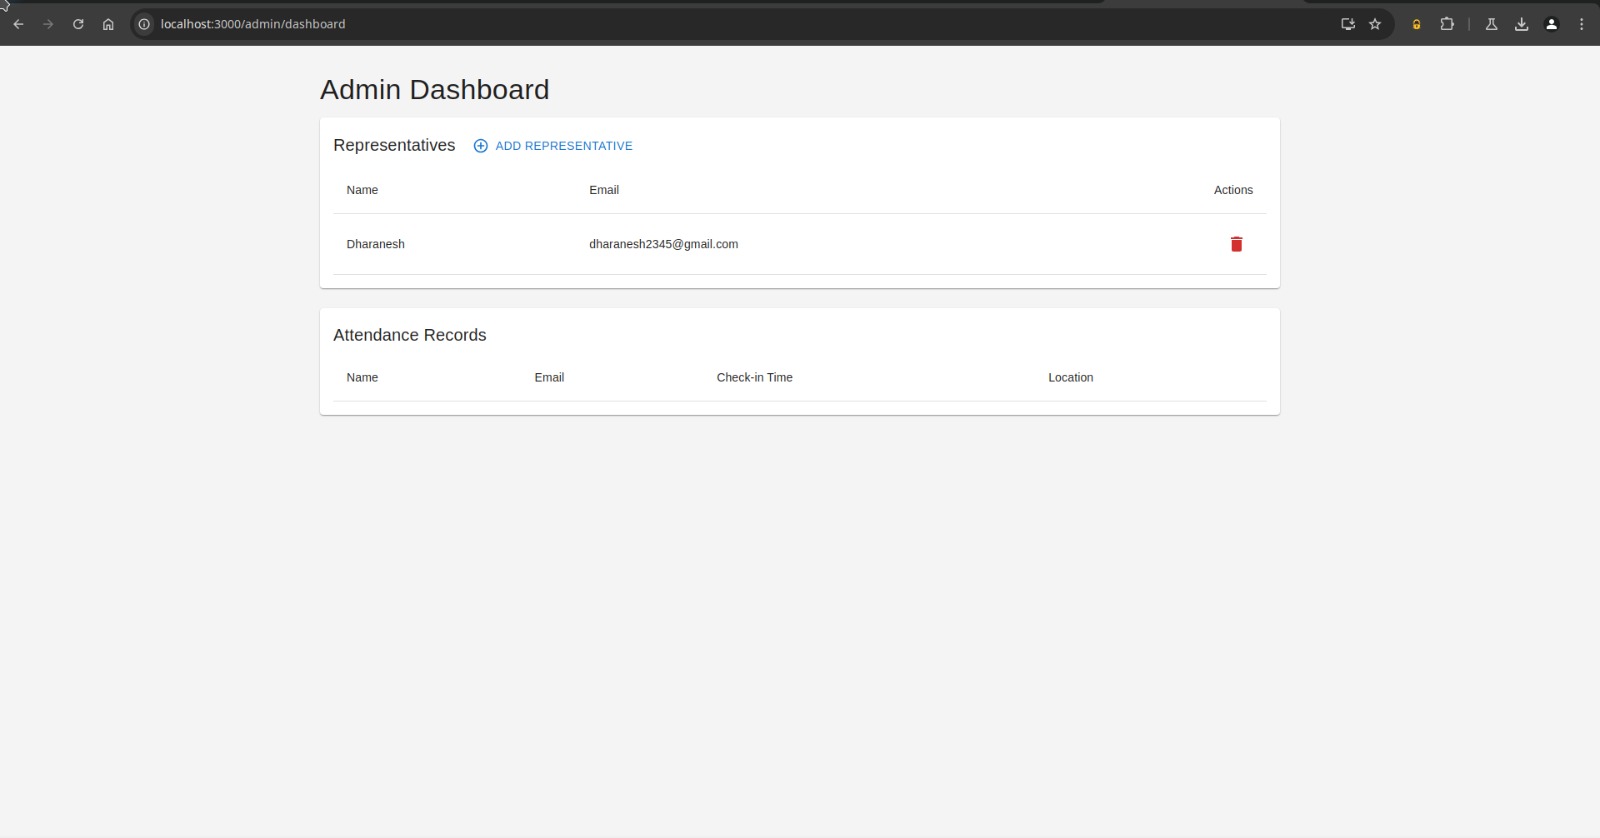 localhost:3000/admin/dashboard
Admin Dashboard
Representatives ADD REPRESENTATIVE
Name Email Actions
Dharanesh dharanesh2345@gmail.com
Attendance Records
Name Email Check-in Time Location